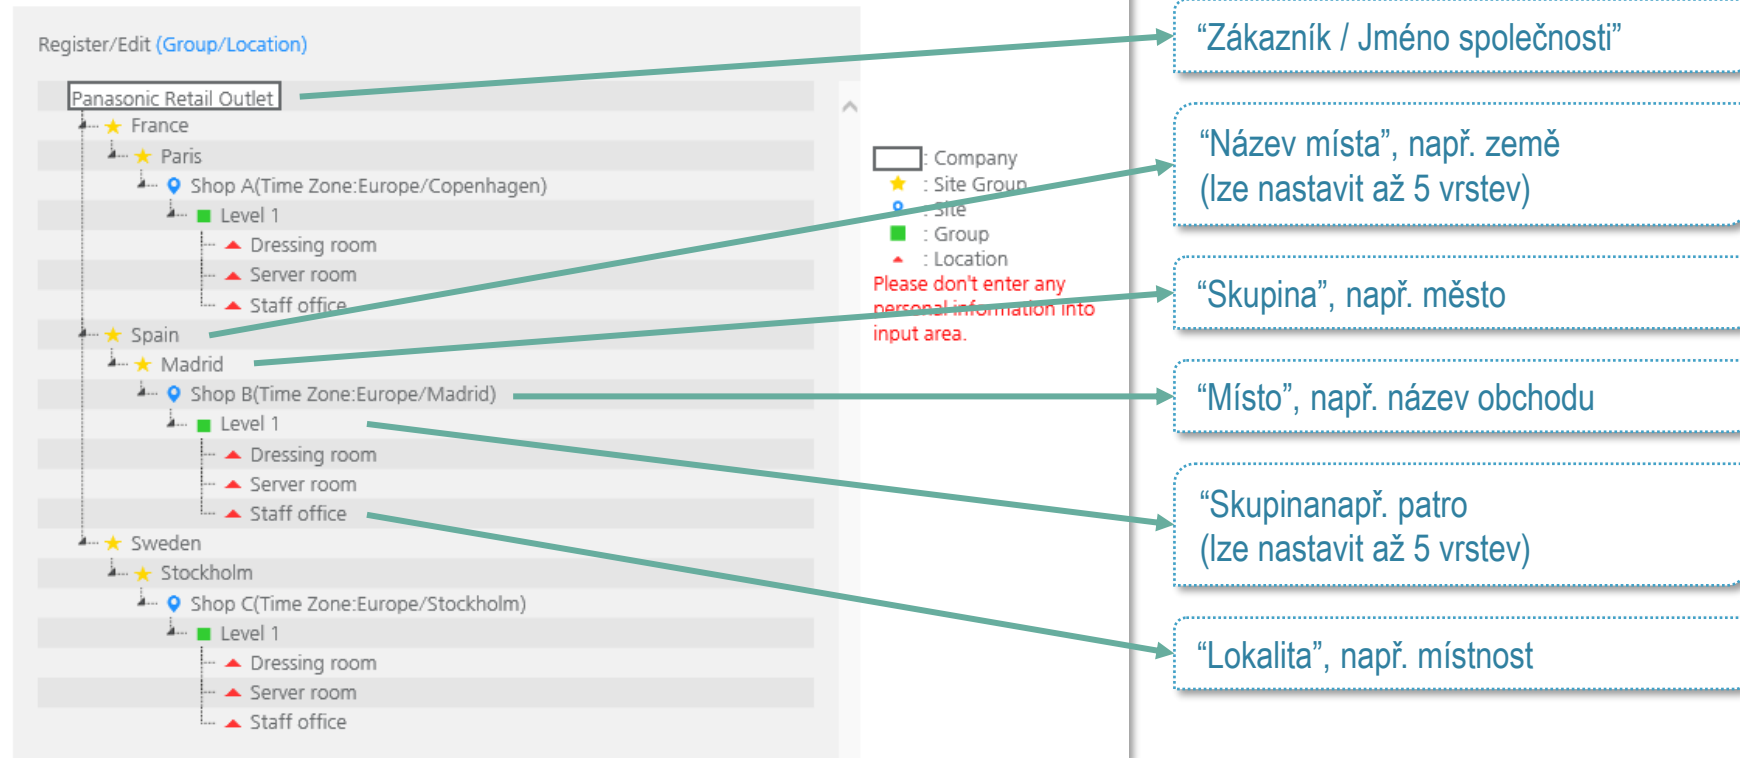 Register/Edit (Group/Location)
Panasonic Retail Outlet
France
Paris
Shop A(Time Zone:Europe/Copenhagen)
Level 1
Dressing room
Server room
Staff office
Spain
Madrid
Shop B(Time Zone:Europe/Madrid)
Level 1
Dressing room
Server room
Staff office
Sweden
Stockholm
Shop C(Time Zone:Europe/Stockholm)
Level 1
Dressing room
Server room
Staff office
: Company
: Site Group
: Site
: Group
: Location
Please don't enter any
personal information into
input area.
“Zákazník / Jméno společnosti”
“Název místa”, např. země
(lze nastavit až 5 vrstev)
“Skupina”, např. město
“Místo”, např. název obchodu
“Skupinanapř. patro
(lze nastavit až 5 vrstev)
“Lokalita”, např. místnost